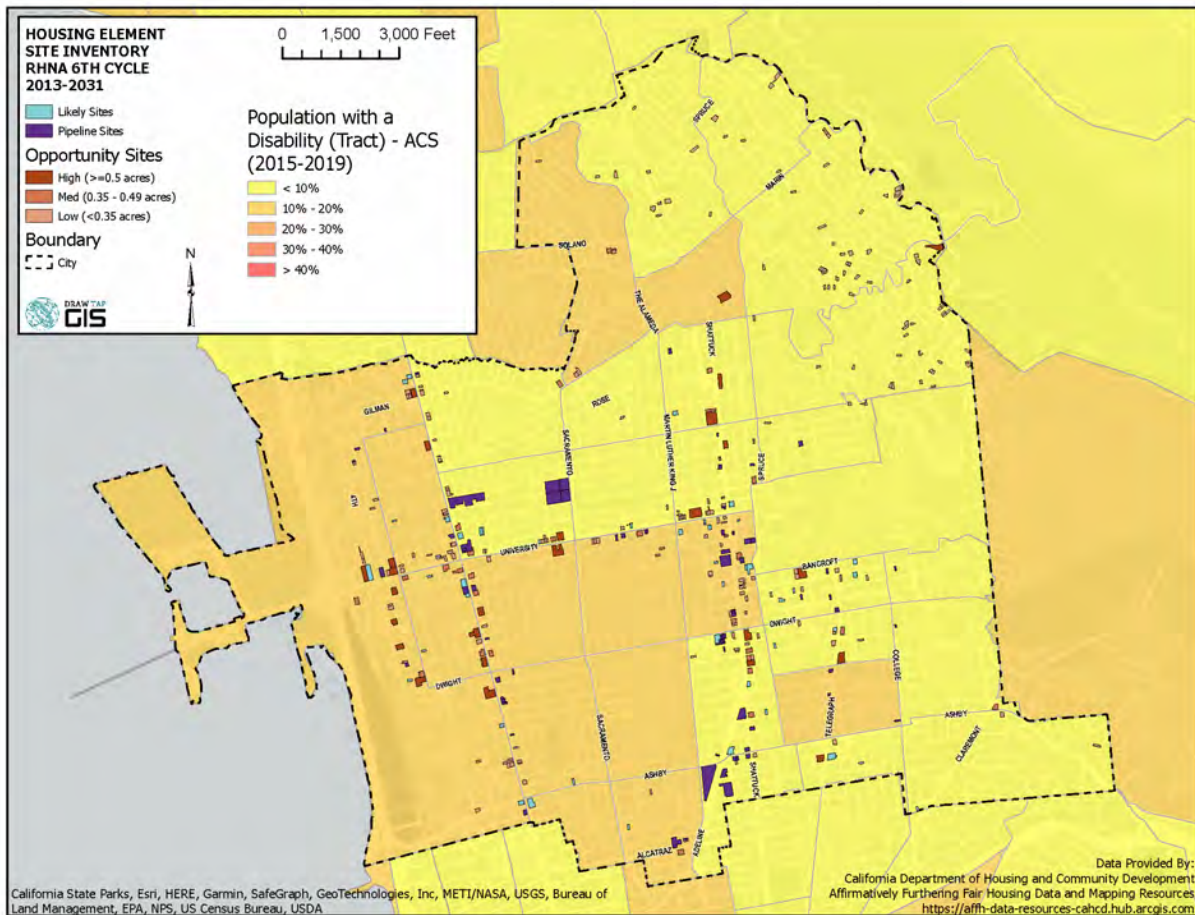 HOUSING ELEMENT
SITE INVENTORY
RHNA 6TH CYCLE
2013-2031
Likely Sites
Pipeline Sites
Opportunity Sites
High (>=0.5 acres)
Med (0.35 - 0.49 acres)
Low (<0.35 acres)
Boundary
City
DRAW TAP
GIS
N
0 1,500 3,000 Feet
Population with a
Disability (Tract) - ACS
(2015-2019)
< 10%
10% - 20%
20% - 30%
30% - 40%
> 40%
SPRUCE
MARIN
SOLANO
THE ALAMEDA
SHATTUCK
GILMAN
ROSE
SACRAMENTO
MARTIN LUTHER KING J
SPRUCE
4TH
UNIVERSITY
BANCROFT
DWIGHT
COLLEGE
DWIGHT
SACRAMENTO
TELEGRAPH
ASHBY
CLAREMONT
ASHBY
SHATTUCK
ADELINE
ALCATRAZ
California State Parks, Esri, HERE, Garmin, SafeGraph, GeoTechnologies, Inc, METI/NASA, USGS, Bureau of
Land Management, EPA, NPS, US Census Bureau, USDA
Data Provided By:
California Department of Housing and Community Development
Affirmatively Furthering Fair Housing Data and Mapping Resources
https://affh-data-resources-cahcd.hub.arcgis.com